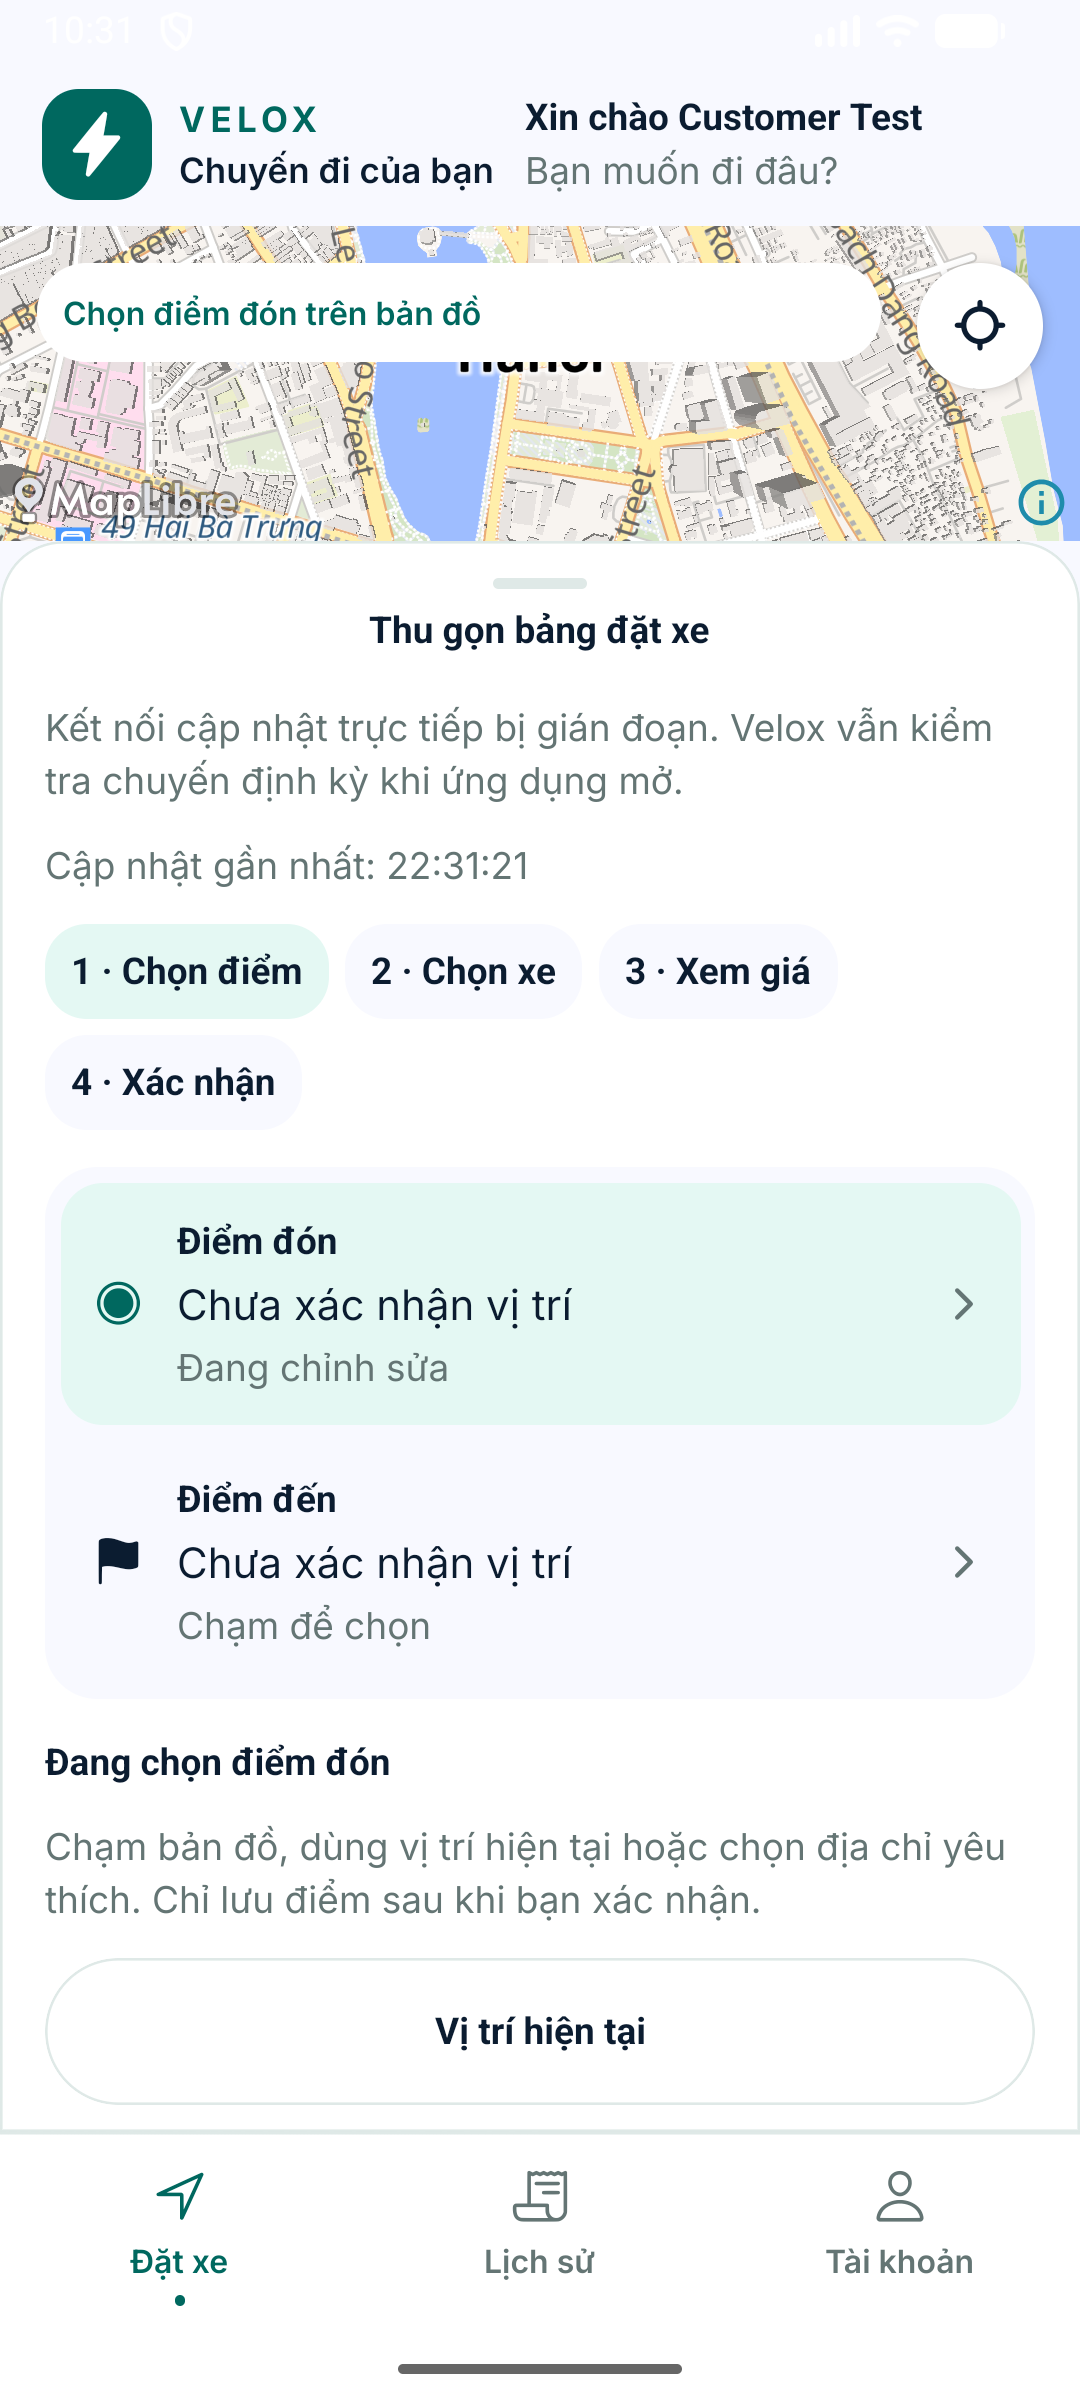 10:31
VELOX
Chuyến đi của bạn
Xin chào Customer Test
Bạn muốn đi đâu?
Chọn điểm đón trên bản đồ
Hanoi
Street
Street
MapLibre
49 Hai Bà Trưng
Thu gọn bảng đặt xe
Kết nối cập nhật trực tiếp bị gián đoạn. Velox vẫn kiểm
tra chuyến định kỳ khi ứng dụng mở.
Cập nhật gần nhất: 22:31:21
1 · Chọn điểm
2 · Chọn xe
3 · Xem giá
4 · Xác nhận
Điểm đón
Chưa xác nhận vị trí
Đang chỉnh sửa
Điểm đến
Chưa xác nhận vị trí
Chạm để chọn
Đang chọn điểm đón
Chạm bản đồ, dùng vị trí hiện tại hoặc chọn địa chỉ yêu
thích. Chỉ lưu điểm sau khi bạn xác nhận.
Vị trí hiện tại
Đặt xe
Lịch sử
Tài khoản